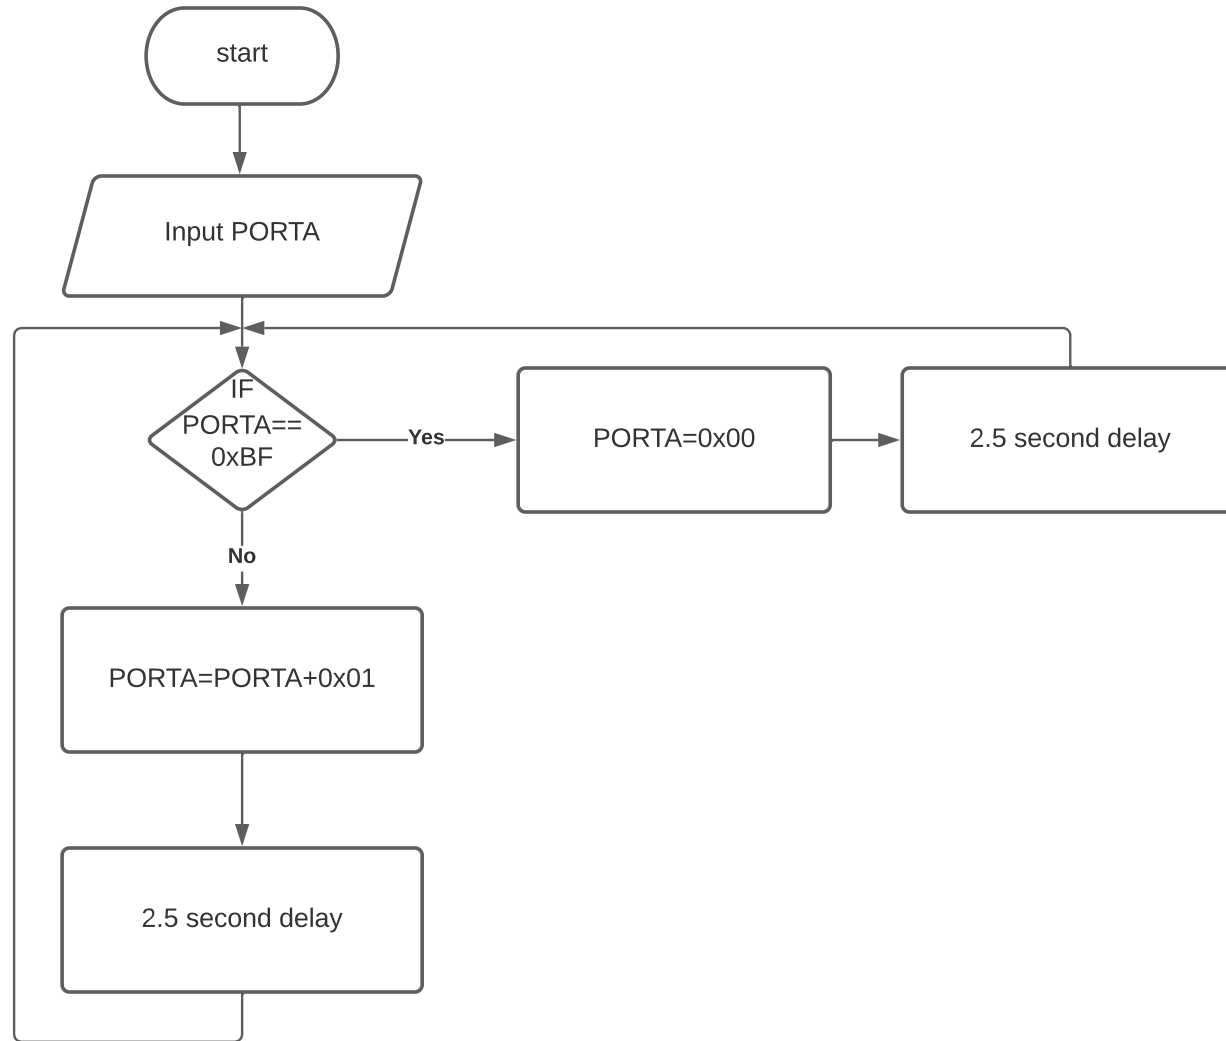 start
Input PORTA
IF
PORTA==
0xBF
Yes
PORTA=0x00
2.5 second delay
No
PORTA=PORTA+0x01
2.5 second delay